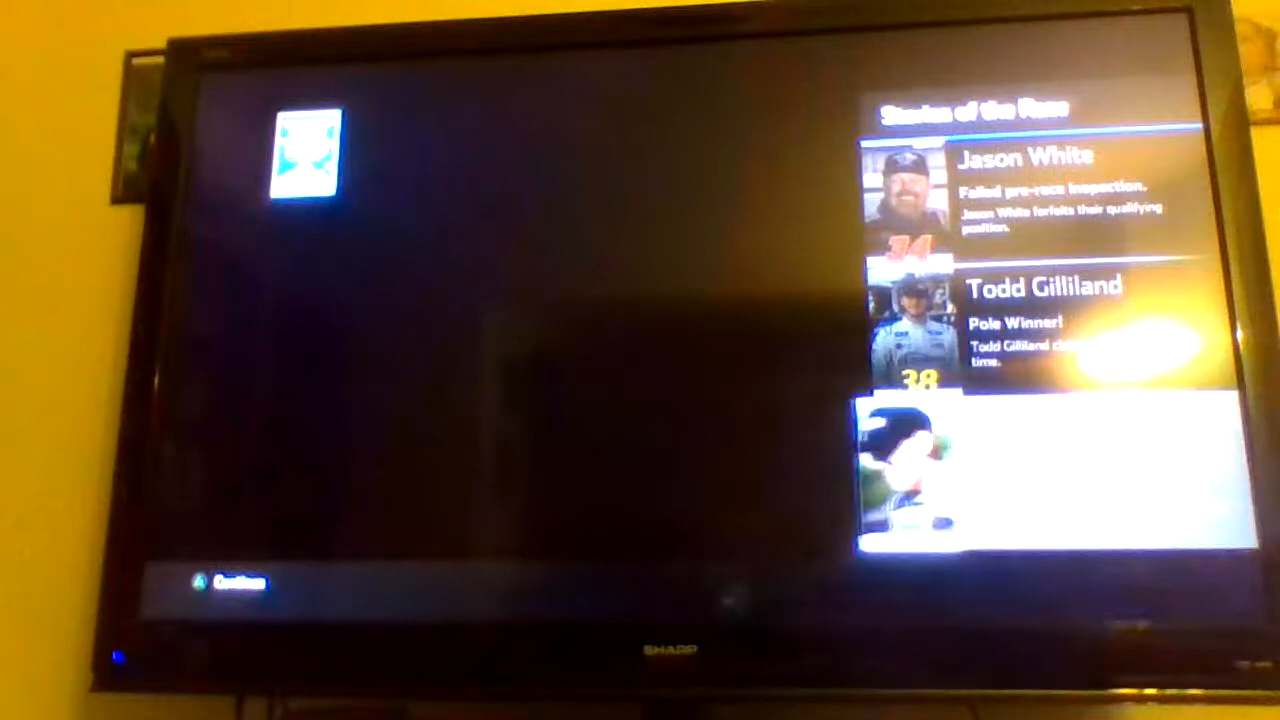 Stories of the Race
Jason White
Failed pre-race inspection.
Jason White forfeits their qualifying
position.
34
Todd Gilliland
Pole Winner!
Todd Gilliland
time.
38
A Continue
SHARP